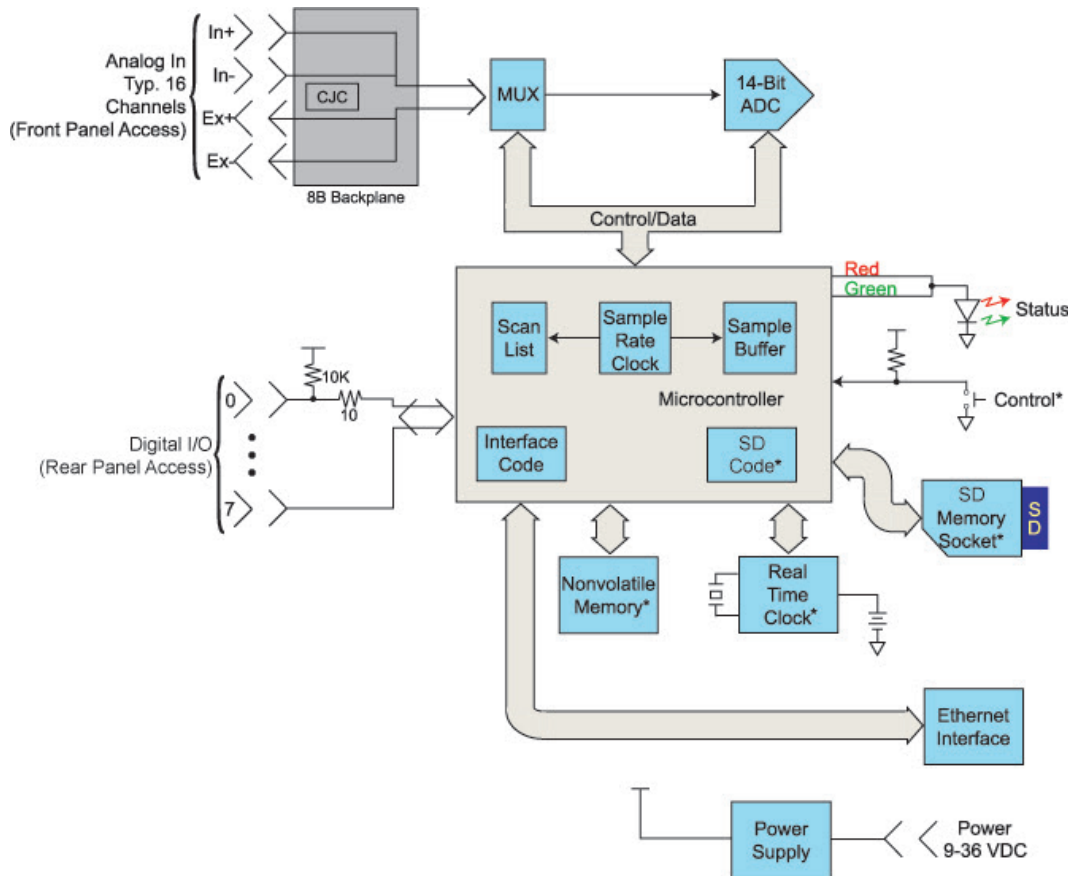 Analog In
Typ. 16
Channels
(Front Panel Access)
In+
In-
Ex+
Ex-
CJC
8B Backplane
MUX
14-Bit
ADC
Control/Data
Red
Green
Status
Scan
List
Sample
Rate
Clock
Sample
Buffer
Microcontroller
Control*
10K
10
0
7
Digital I/O
(Rear Panel Access)
Interface
Code
SD
Code*
SD
Memory
Socket*
SD
Nonvolatile
Memory*
Real
Time
Clock*
Ethernet
Interface
Power
Supply
Power
9-36 VDC